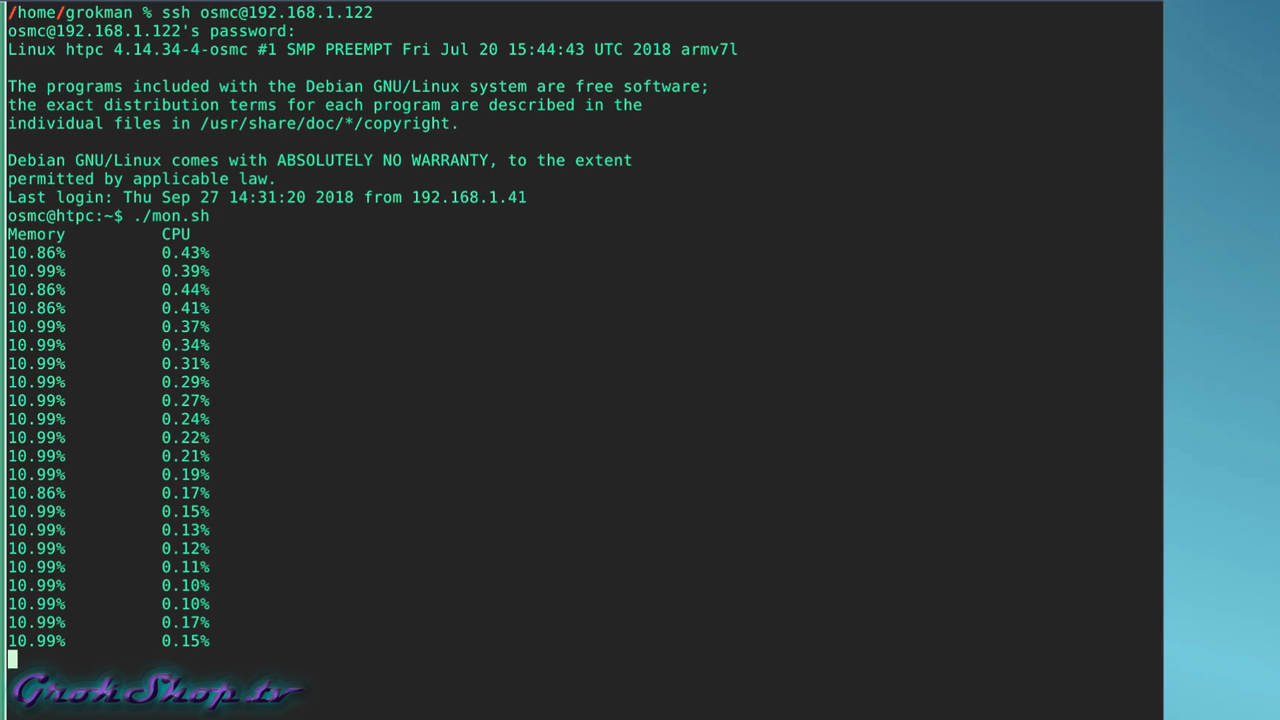 /home/grokman % ssh osmc@192.168.1.122
osmc@192.168.1.122's password:
Linux htpc 4.14.34-4-osmc #1 SMP PREEMPT Fri Jul 20 15:44:43 UTC 2018 armv7l
The programs included with the Debian GNU/Linux system are free software;
the exact distribution terms for each program are described in the
individual files in /usr/share/doc/*/copyright.
Debian GNU/Linux comes with ABSOLUTELY NO WARRANTY, to the extent
permitted by applicable law.
Last login: Thu Sep 27 14:31:20 2018 from 192.168.1.41
osmc@htpc:~$ ./mon.sh
Memory CPU
10.86% 0.43%
10.99% 0.39%
10.86% 0.44%
10.86% 0.41%
10.99% 0.37%
10.99% 0.34%
10.99% 0.31%
10.99% 0.29%
10.99% 0.27%
10.99% 0.24%
10.99% 0.22%
10.99% 0.21%
10.99% 0.19%
10.86% 0.17%
10.99% 0.15%
10.99% 0.13%
10.99% 0.12%
10.99% 0.11%
10.99% 0.10%
10.99% 0.10%
10.99% 0.17%
10.99% 0.15%
GrokShop tv